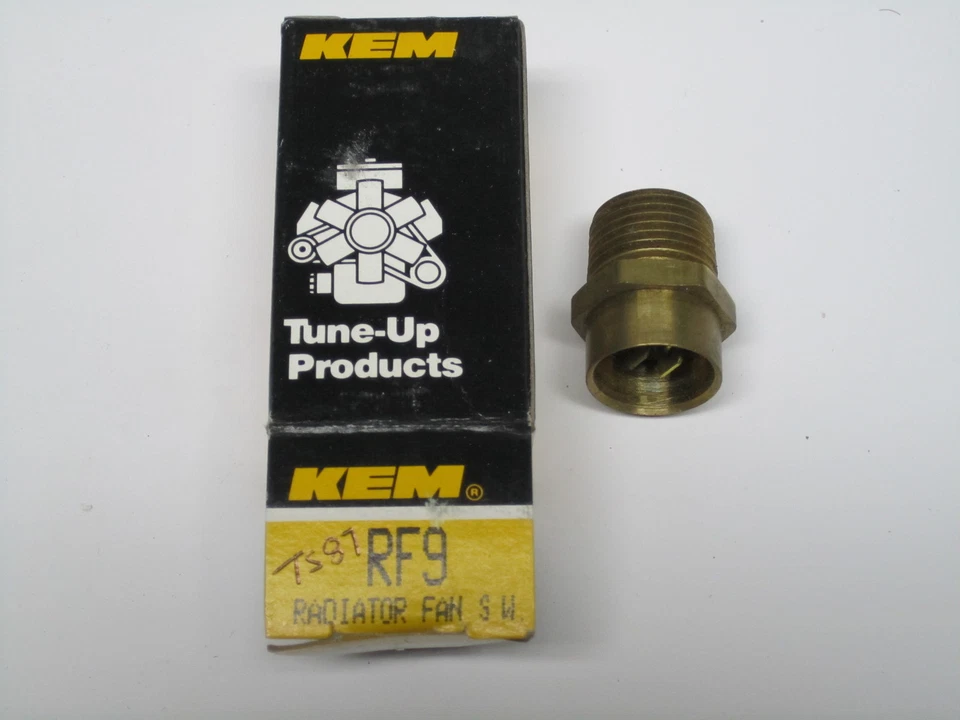 KEM
Tune-Up
Products
KEM®
TS87 RF9
RADIATOR FAN SW